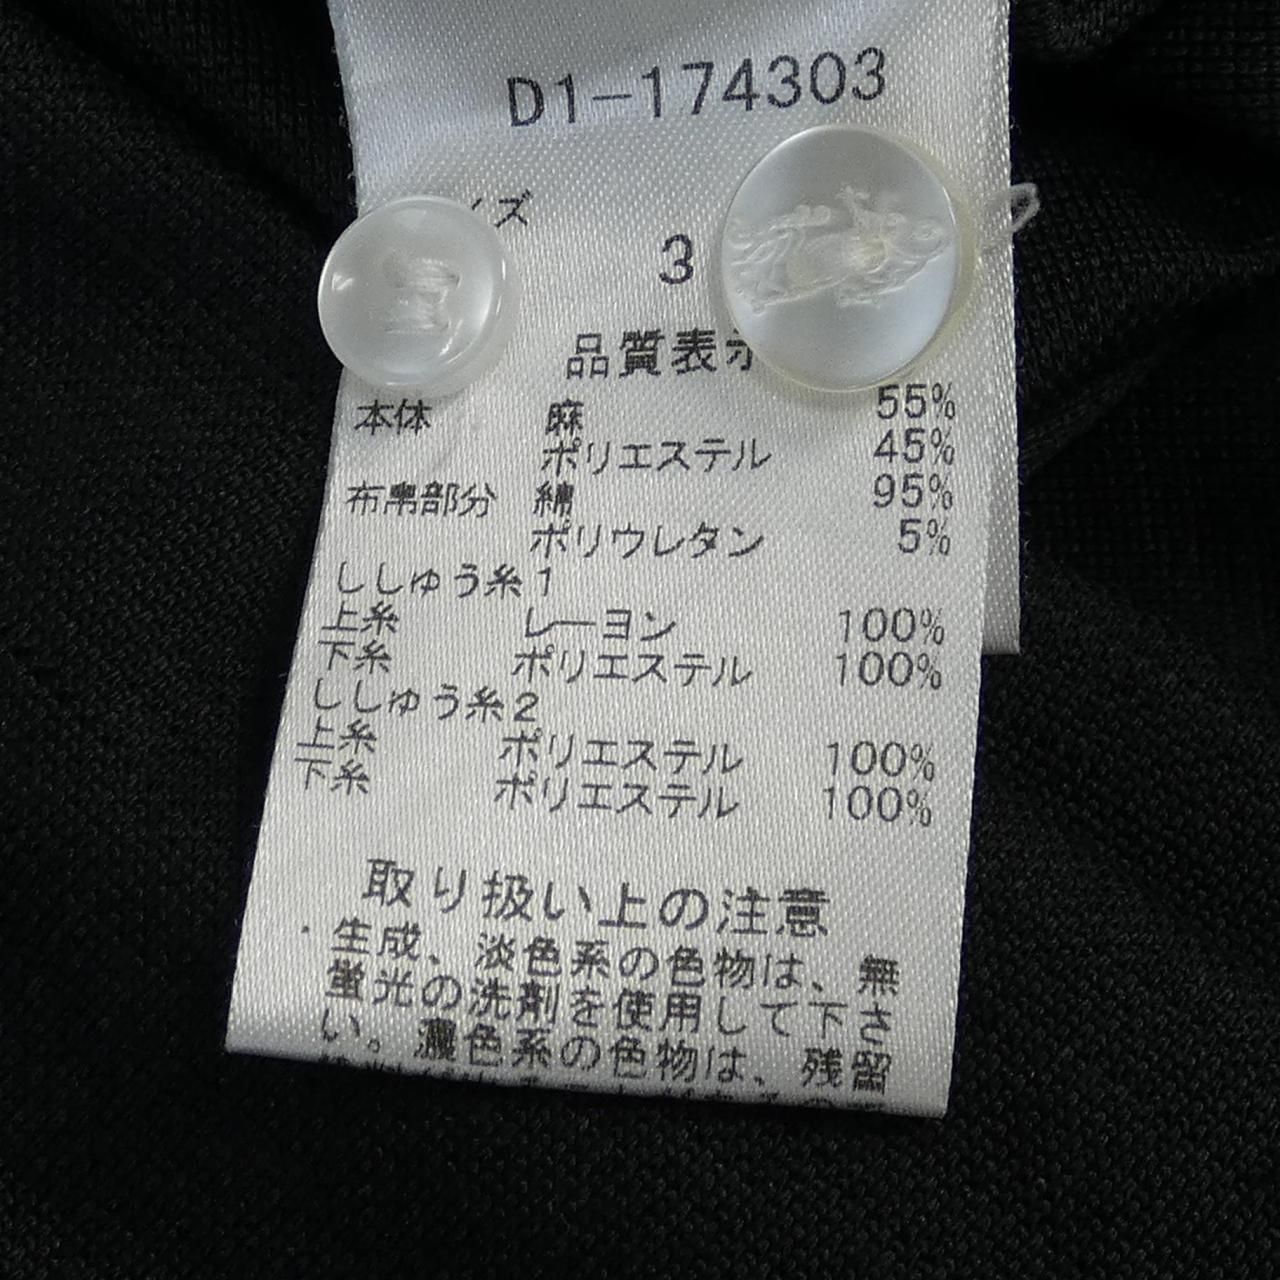 D1-174303
ズ
3
品質表示
本体 麻 55%
ポリエステル 45%
布帛部分 綿 95%
ポリウレタン 5%
ししゅう糸1
上糸 レーヨン 100%
下糸 ポリエステル 100%
ししゅう糸2
上糸 ポリエステル 100%
下糸 ポリエステル 100%
取り扱い上の注意
・生成、淡色系の色物は、無
蛍光の洗剤を使用して下さ
い。濃色系の色物は、残留